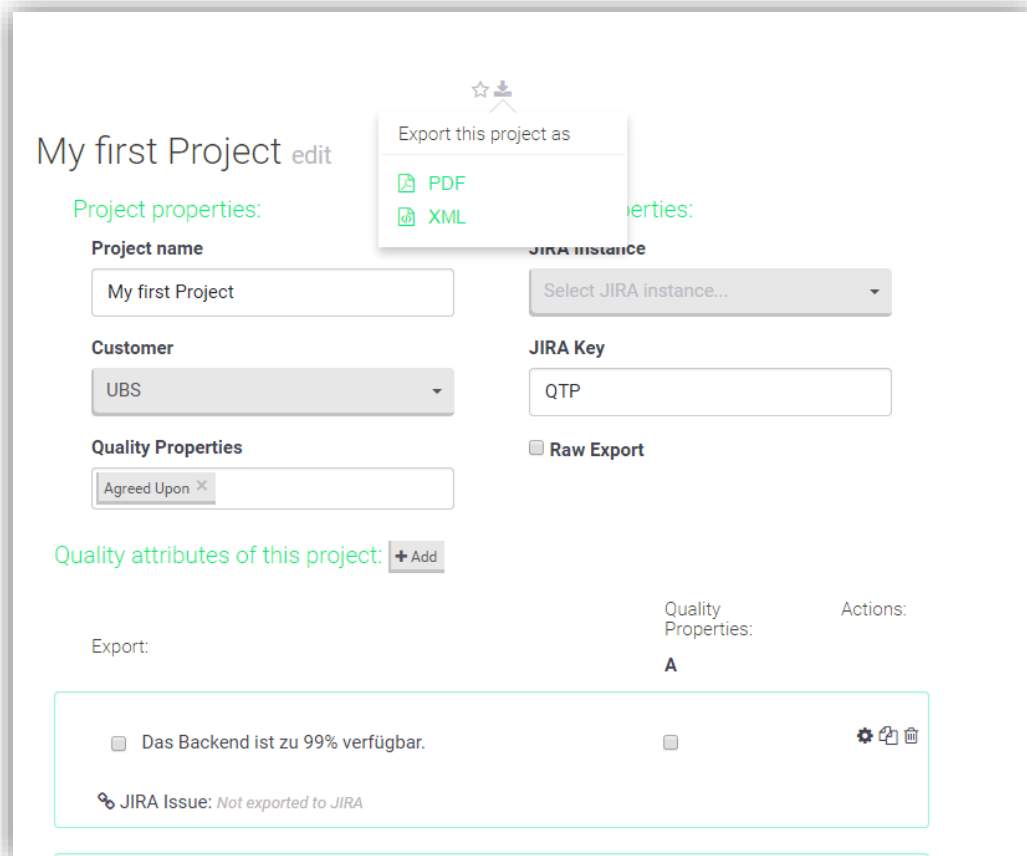 Export this project as
My first Project edit
PDF
XML
Project properties:
erties:
Project name
JIRA Instance
My first Project
Select JIRA instance...
Customer
JIRA Key
UBS
QTP
Quality Properties
Raw Export
Agreed Upon ×
Quality attributes of this project: + Add
Quality
Properties:
Actions:
Export:
A
Das Backend ist zu 99% verfügbar.
JIRA Issue: Not exported to JIRA